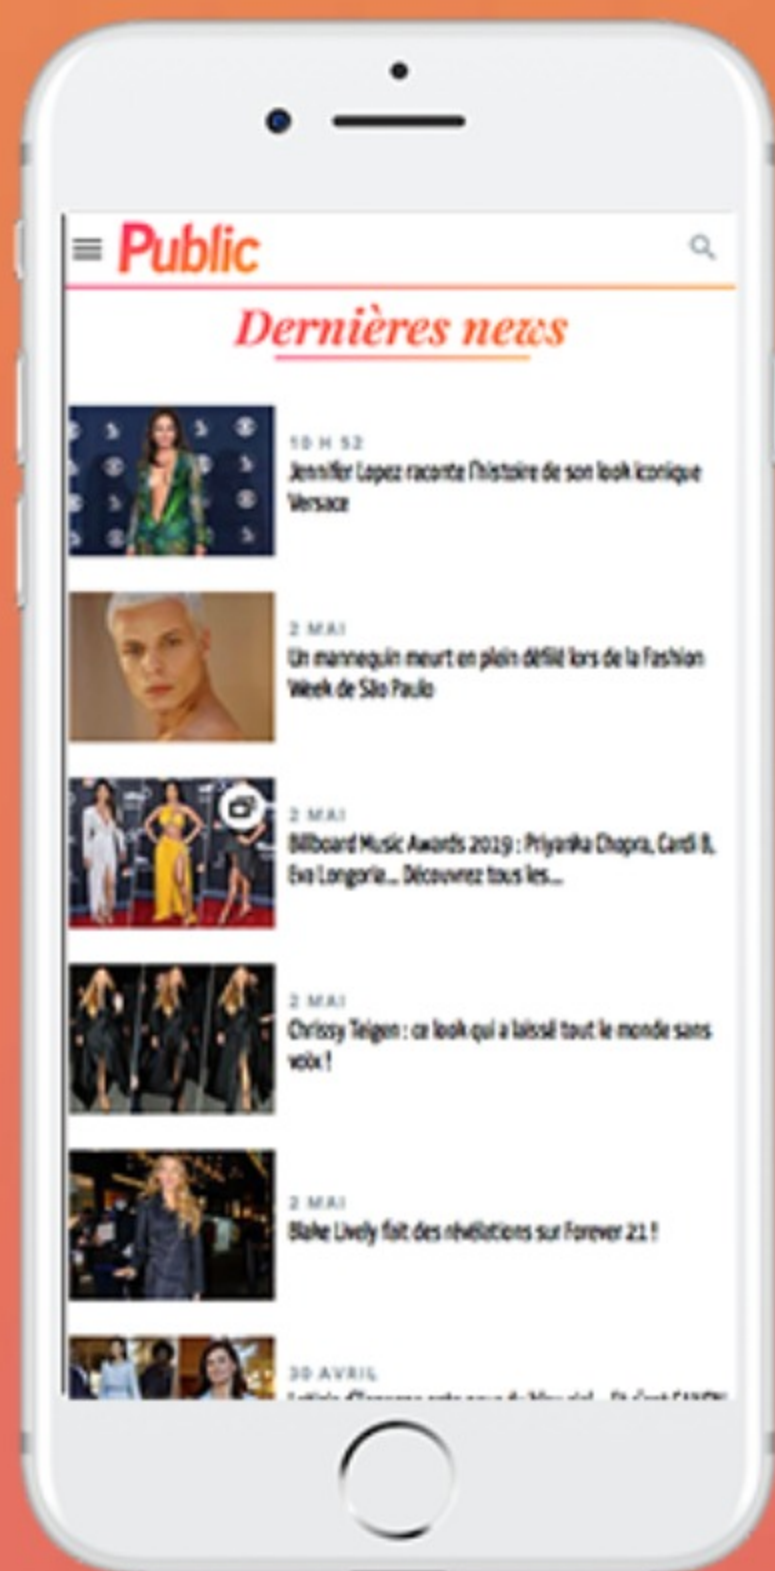 Public
Dernières news
10 H 52
Jennifer Lopez raconte l'histoire de son look iconique
Versace
2 MAI
Un mannequin meurt en plein défilé lors de la Fashion
Week de São Paulo
2 MAI
Billboard Music Awards 2019 : Priyanka Chopra, Cardi B,
Eva Longoria... Découvrez tous les...
2 MAI
Chrissy Teigen : ce look qui a laissé tout le monde sans
voix !
2 MAI
Blake Lively fait des révélations sur Forever 21 !
30 AVRIL